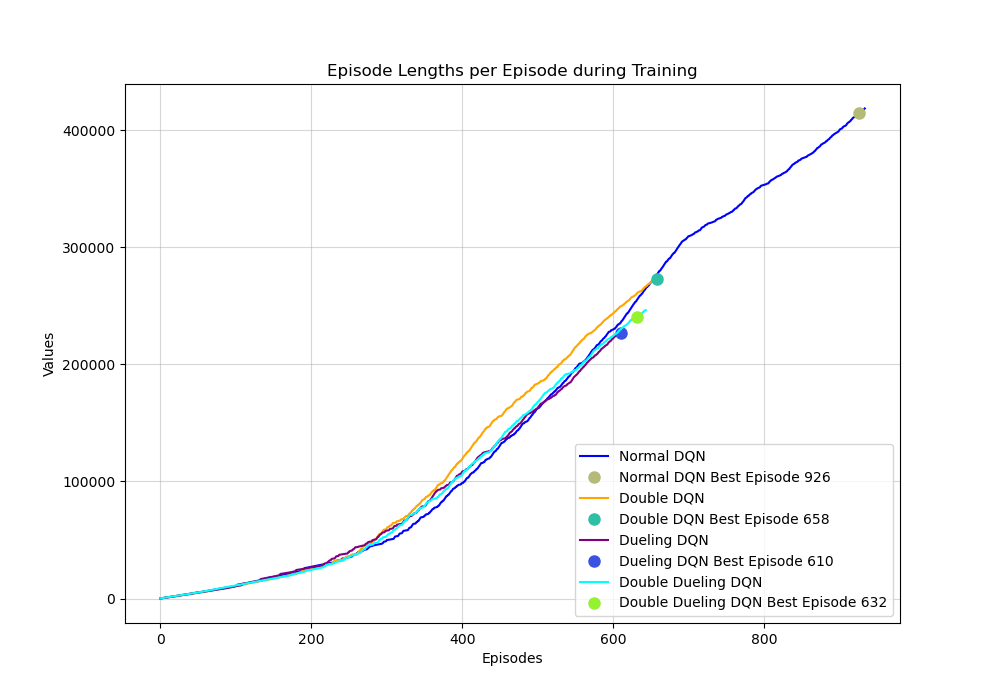 Episode Lengths per Episode during Training
Values
400000
300000
200000
100000
0
0 200 400 600 800
Episodes
Normal DQN
Normal DQN Best Episode 926
Double DQN
Double DQN Best Episode 658
Dueling DQN
Dueling DQN Best Episode 610
Double Dueling DQN
Double Dueling DQN Best Episode 632